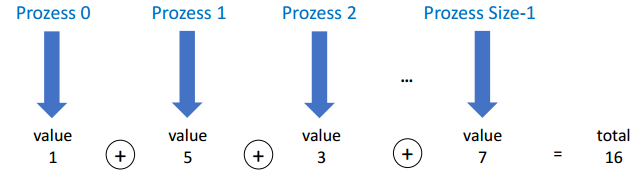 Prozess 0 Prozess 1 Prozess 2 Prozess Size-1
...
value value value value total
1 + 5 + 3 + 7 = 16